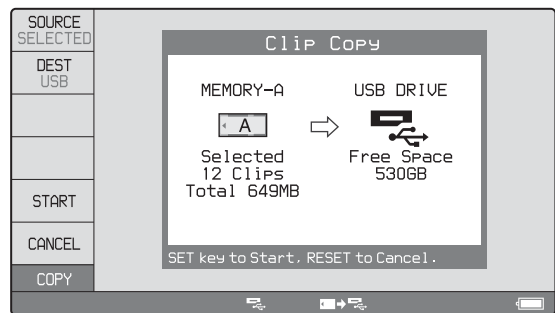 SOURCE
SELECTED
DEST
USB
START
CANCEL
COPY
Clip Copy
MEMORY-A
A
Selected
12 Clips
Total 649MB
USB DRIVE
Free Space
530GB
SET key to Start, RESET to Cancel.